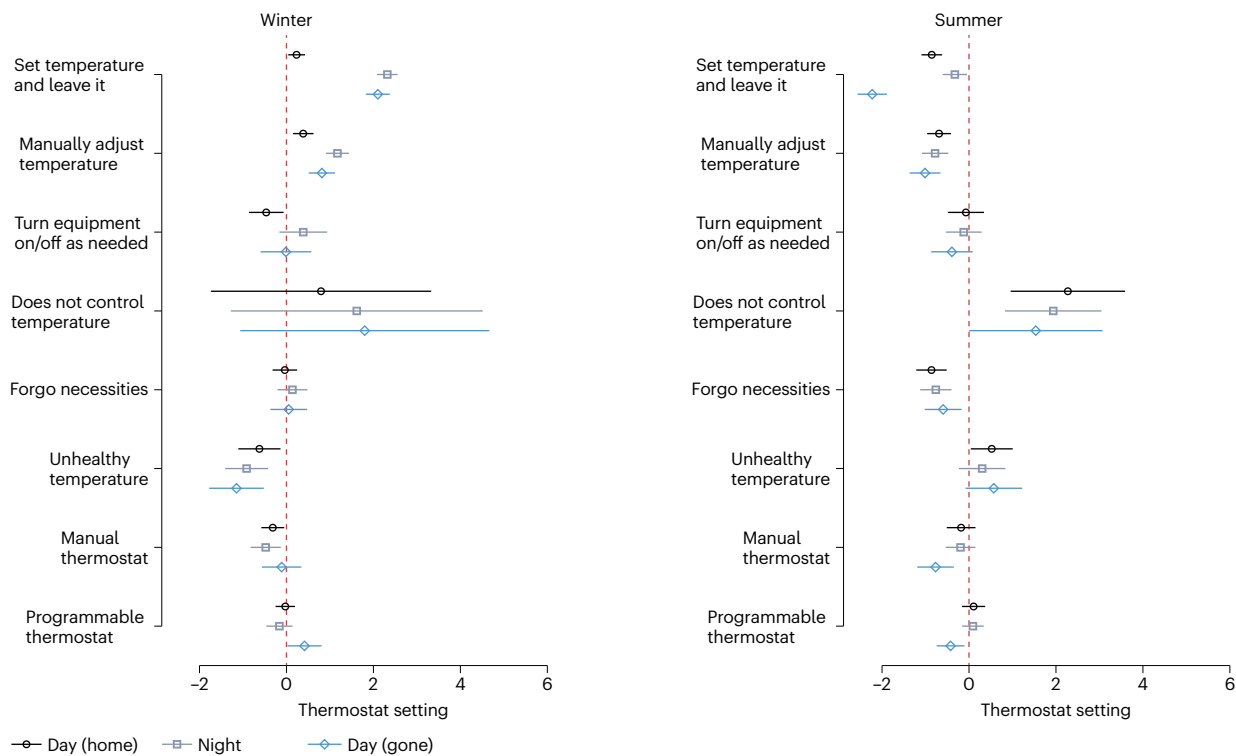 Winter
Set temperature
and leave it
Manually adjust
temperature
Turn equipment
on/off as needed
Does not control
temperature
Forgo necessities
Unhealthy
temperature
Manual
thermostat
Programmable
thermostat
–2 0 2 4 6
Thermostat setting
Summer
Set temperature
and leave it
Manually adjust
temperature
Turn equipment
on/off as needed
Does not control
temperature
Forgo necessities
Unhealthy
temperature
Manual
thermostat
Programmable
thermostat
–2 0 2 4 6
Thermostat setting
Day (home) Night Day (gone)